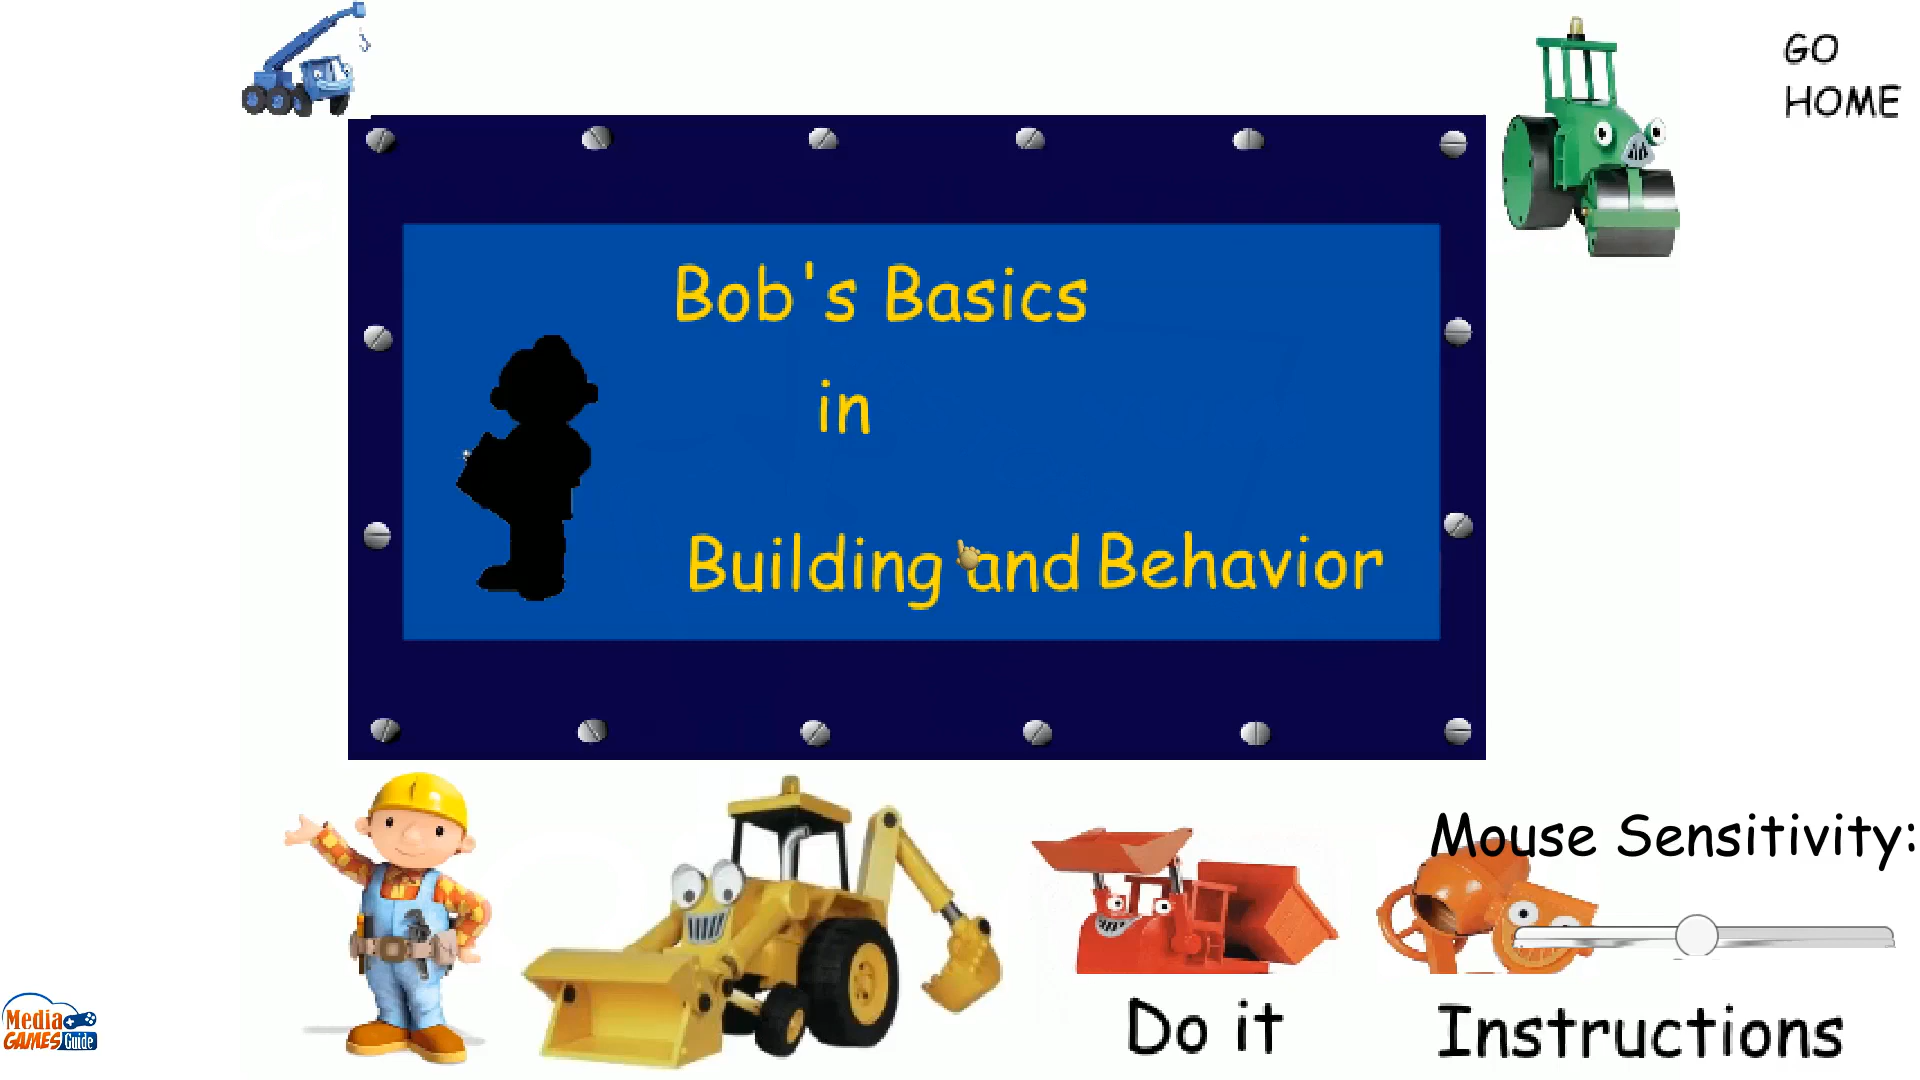 GO
HOME
Bob's Basics
in
Building and Behavior
Mouse Sensitivity:
Do it
Instructions
Media
GAMES Guide